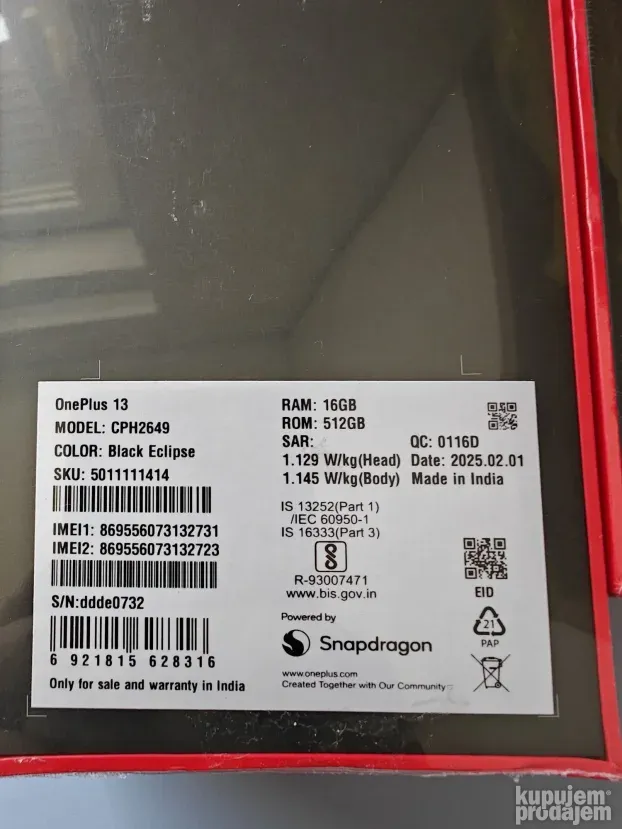 OnePlus 13
MODEL: CPH2649
COLOR: Black Eclipse
SKU: 5011111414
IMEI1: 869556073132731
IMEI2: 869556073132723
S/N:ddde0732
6 921815 628316
Only for sale and warranty in India
RAM: 16GB
ROM: 512GB
SAR:
1.129 W/kg(Head)
1.145 W/kg(Body)
QC: 0116D
Date: 2025.02.01
Made in India
IS 13252(Part 1)
/IEC 60950-1
IS 16333(Part 3)
R-93007471
www.bis.gov.in
EID
Powered by
Snapdragon
21
PAP
www.oneplus.com
Created Together with Our Community
kupujem
prodajem